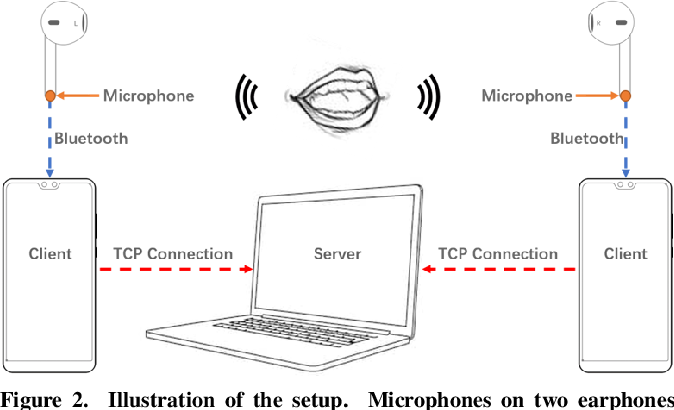 L
R
Microphone
Microphone
Bluetooth
Bluetooth
Client
TCP Connection
Server
TCP Connection
Client
Figure 2. Illustration of the setup. Microphones on two earphones